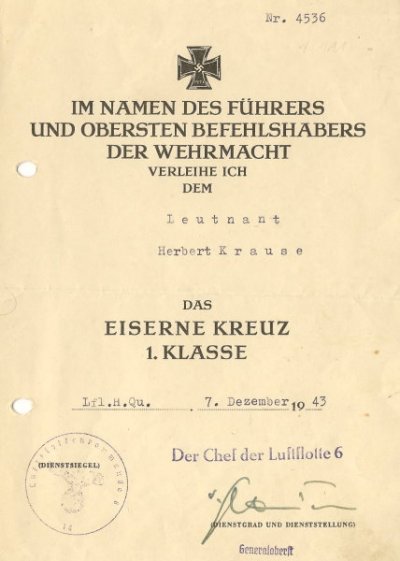 Nr. 4536
IM NAMEN DES FÜHRERS
UND OBERSTEN BEFEHLSHABERS
DER WEHRMACHT
VERLEIHE ICH
DEM
Leutnant
Herbert Krause
DAS
EISERNE KREUZ
1. KLASSE
Lfl.H.Qu. 7. Dezember 1943
Der Chef der Luftflotte 6
(DIENSTSIEGEL)
(DIENSTGRAD UND DIENSTSTELLUNG)
Generaloberst